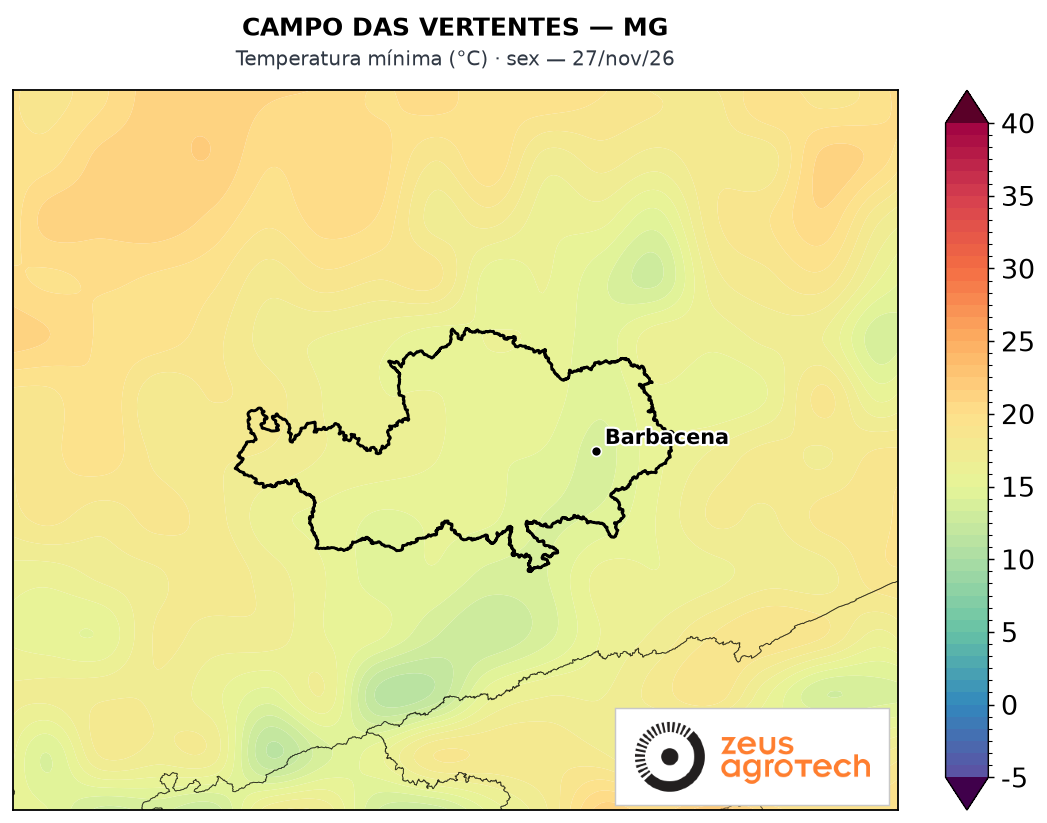 CAMPO DAS VERTENTES — MG
Temperatura mínima (°C) · sex — 27/nov/26
Barbacena
40
35
30
25
20
15
10
5
0
-5
zeus
agrotech